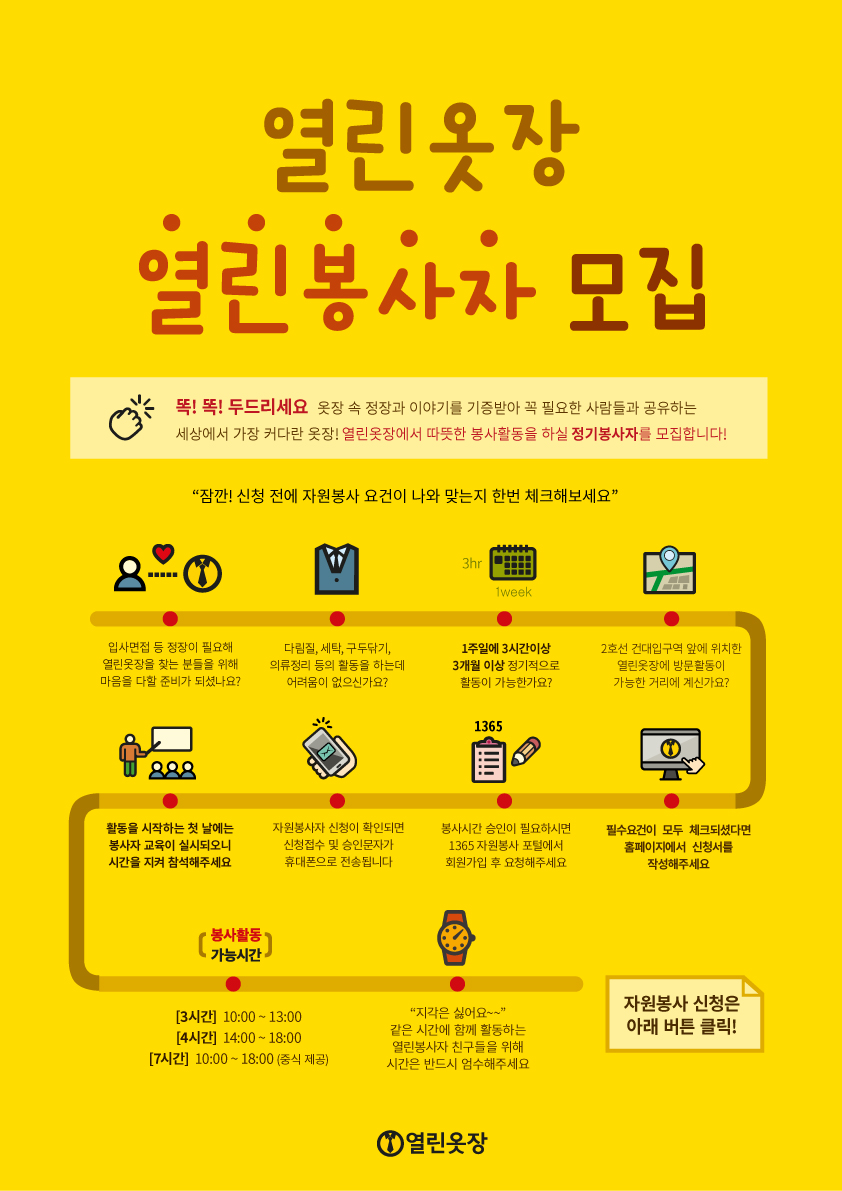 열린옷장
열린봉사자 모집
똑! 똑! 두드리세요 옷장 속 정장과 이야기를 기증받아 꼭 필요한 사람들과 공유하는
세상에서 가장 커다란 옷장! 열린옷장에서 따뜻한 봉사활동을 하실 정기봉사자를 모집합니다!
“잠깐! 신청 전에 자원봉사 요건이 나와 맞는지 한번 체크해보세요”
입사면접 등 정장이 필요해
열린옷장을 찾는 분들을 위해
마음을 다할 준비가 되셨나요?
다림질, 세탁, 구두닦기,
의류정리 등의 활동을 하는데
어려움이 없으신가요?
3hr
1week
1주일에 3시간이상
3개월 이상 정기적으로
활동이 가능한가요?
2호선 건대입구역 앞에 위치한
열린옷장에 방문활동이
가능한 거리에 계신가요?
필수요건이 모두 체크되셨다면
홈페이지에서 신청서를
작성해주세요
1365
봉사시간 승인이 필요하시면
1365 자원봉사 포털에서
회원가입 후 요청해주세요
자원봉사자 신청이 확인되면
신청접수 및 승인문자가
휴대폰으로 전송됩니다
활동을 시작하는 첫 날에는
봉사자 교육이 실시되오니
시간을 지켜 참석해주세요
봉사활동
가능시간
[3시간] 10:00 ~ 13:00
[4시간] 14:00 ~ 18:00
[7시간] 10:00 ~ 18:00 (중식 제공)
“지각은 싫어요~~”
같은 시간에 함께 활동하는
열린봉사자 친구들을 위해
시간은 반드시 엄수해주세요
자원봉사 신청은
아래 버튼 클릭!
열린옷장